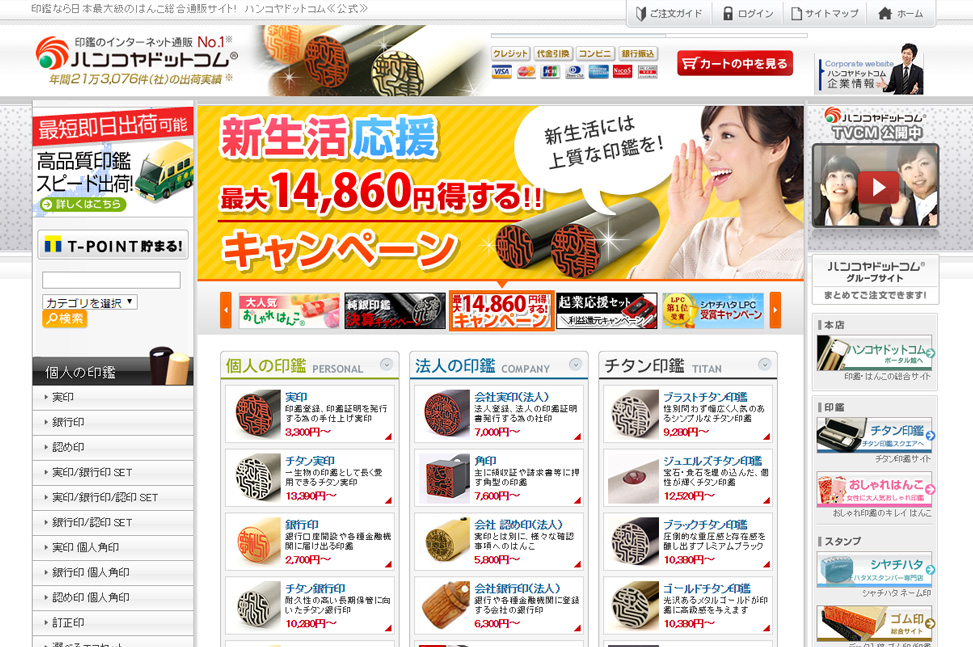 印鑑なら日本最大級のはんこ総合通販サイト! ハンコヤドットコム≪公式≫
ご注文ガイド
ログイン
サイトマップ
ホーム
印鑑のインターネット通販 No.1※
ハンコヤドットコム®
年間21万3,076件(社)の出荷実績※
クレジット
代金引換
コンビニ
銀行振込
VISA
JCB
NICOS
カートの中を見る
Corporate website
ハンコヤドットコム
企業情報
最短即日出荷可能
高品質印鑑
スピード出荷!
詳しくはこちら
T-POINT貯まる!
カテゴリを選択
検索
新生活応援
最大14,860円得する!!
キャンペーン
新生活には
上質な印鑑を!
大人気
おしゃれはんこ
純銀印鑑
決算キャンペーン
最大14,860円得
キャンペーン
起業応援セット
利益還元キャンペーン
LPC
第1位
受賞
シヤチハタ LPC
受賞キャンペーン
個人の印鑑
実印
銀行印
認め印
実印/銀行印 SET
実印/銀行印/認印 SET
銀行印/認印 SET
実印 個人角印
銀行印 個人角印
認め印 個人角印
訂正印
個人の印鑑 PERSONAL
実印
印鑑登録、印鑑証明を発行
する為の手仕上げ実印
3,300円～
チタン実印
一生物の印鑑として長く愛
用できるチタン実印
13,390円～
銀行印
銀行口座開設や各種金融機
関に届け出る印鑑
2,700円～
チタン銀行印
耐久性の高い長期保管に向
いたチタン銀行印
10,280円～
法人の印鑑 COMPANY
会社実印(法人)
法人登録、法人の印鑑証明
書発行する為の社印
7,000円～
角印
主に領収証や請求書等に押
す角型の印鑑
7,600円～
会社 認め印(法人)
実印とは別に、様々な確認
事項へのはんこ
5,800円～
会社銀行印(法人)
銀行や各種金融機関に登録
する会社の銀行印
6,300円～
チタン印鑑 TITAN
ブラストチタン印鑑
性別問わず幅広く人気のあ
るシンプルなチタン印鑑
9,280円～
ジュエルズチタン印鑑
宝石・食石を埋め込んだ、個
性が輝くチタン印鑑
12,520円～
ブラックチタン印鑑
圧倒的な重圧感と存在感を
醸し出すプレミアムブラック
10,380円～
ゴールドチタン印鑑
光沢あるメタルゴールドが印
鑑に高級感を与えます
10,380円～
ハンコヤドットコム®
TVCM 公開中
ハンコヤドットコム®
グループサイト
まとめてご注文できます!
本店
ハンコヤドットコム
ポータル館へ
印鑑・はんこの総合サイト
印鑑
チタン印鑑
チタン印鑑スクエアへ
チタン印鑑サイト
おしゃれはんこ
女性に大人気おしゃれ印鑑
おしゃれ印鑑のキレイ はんこ
スタンプ
シヤチハタ
シヤチハタ ネーム印
ゴム印
総合サイト